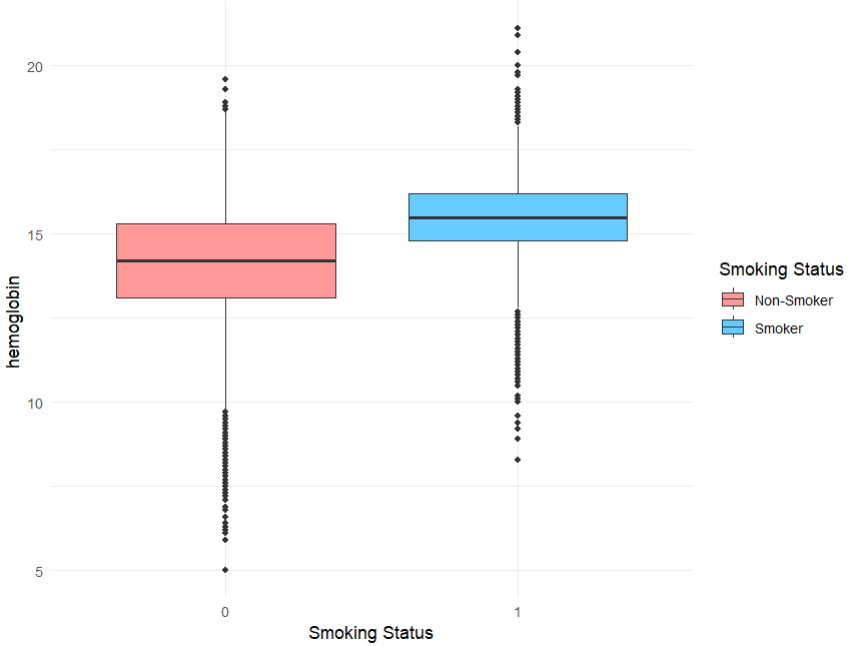 20
15
10
5
hemoglobin
0
1
Smoking Status
Smoking Status
Non-Smoker
Smoker